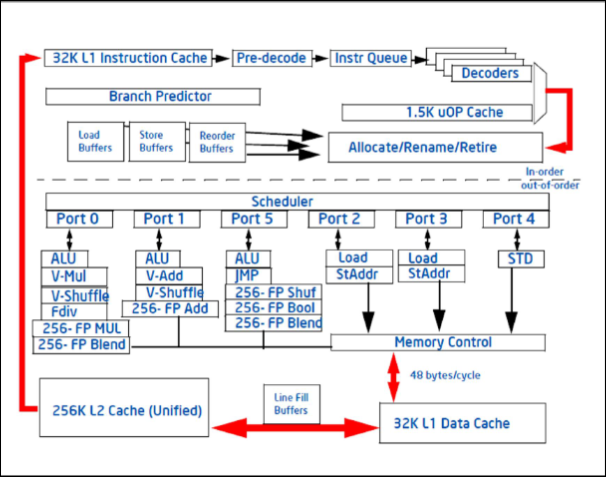 32K L1 Instruction Cache
Pre-decode
Instr Queue
Decoders
Branch Predictor
1.5K uOP Cache
Load
Buffers
Store
Buffers
Reorder
Buffers
Allocate/Rename/Retire
In-order
out-of-order
Scheduler
Port 0
Port 1
Port 5
Port 2
Port 3
Port 4
ALU
V-Mul
V-Shuffle
Fdiv
256- FP MUL
256- FP Blend
ALU
V-Add
V-Shuffle
256- FP Add
ALU
JMP
256- FP Shuf
256- FP Bool
256- FP Blend
Load
StAddr
Load
StAddr
STD
Memory Control
48 bytes/cycle
256K L2 Cache (Unified)
Line Fill
Buffers
32K L1 Data Cache